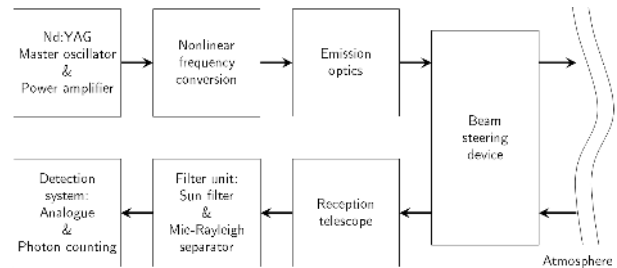 Nd:YAG
Master oscillator
&
Power amplifier
Nonlinear
frequency
conversion
Emission
optics
Beam
steering
device
Detection
system:
Analogue
&
Photon counting
Filter unit:
Sun filter
&
Mie-Rayleigh
separator
Reception
telescope
Atmosphere